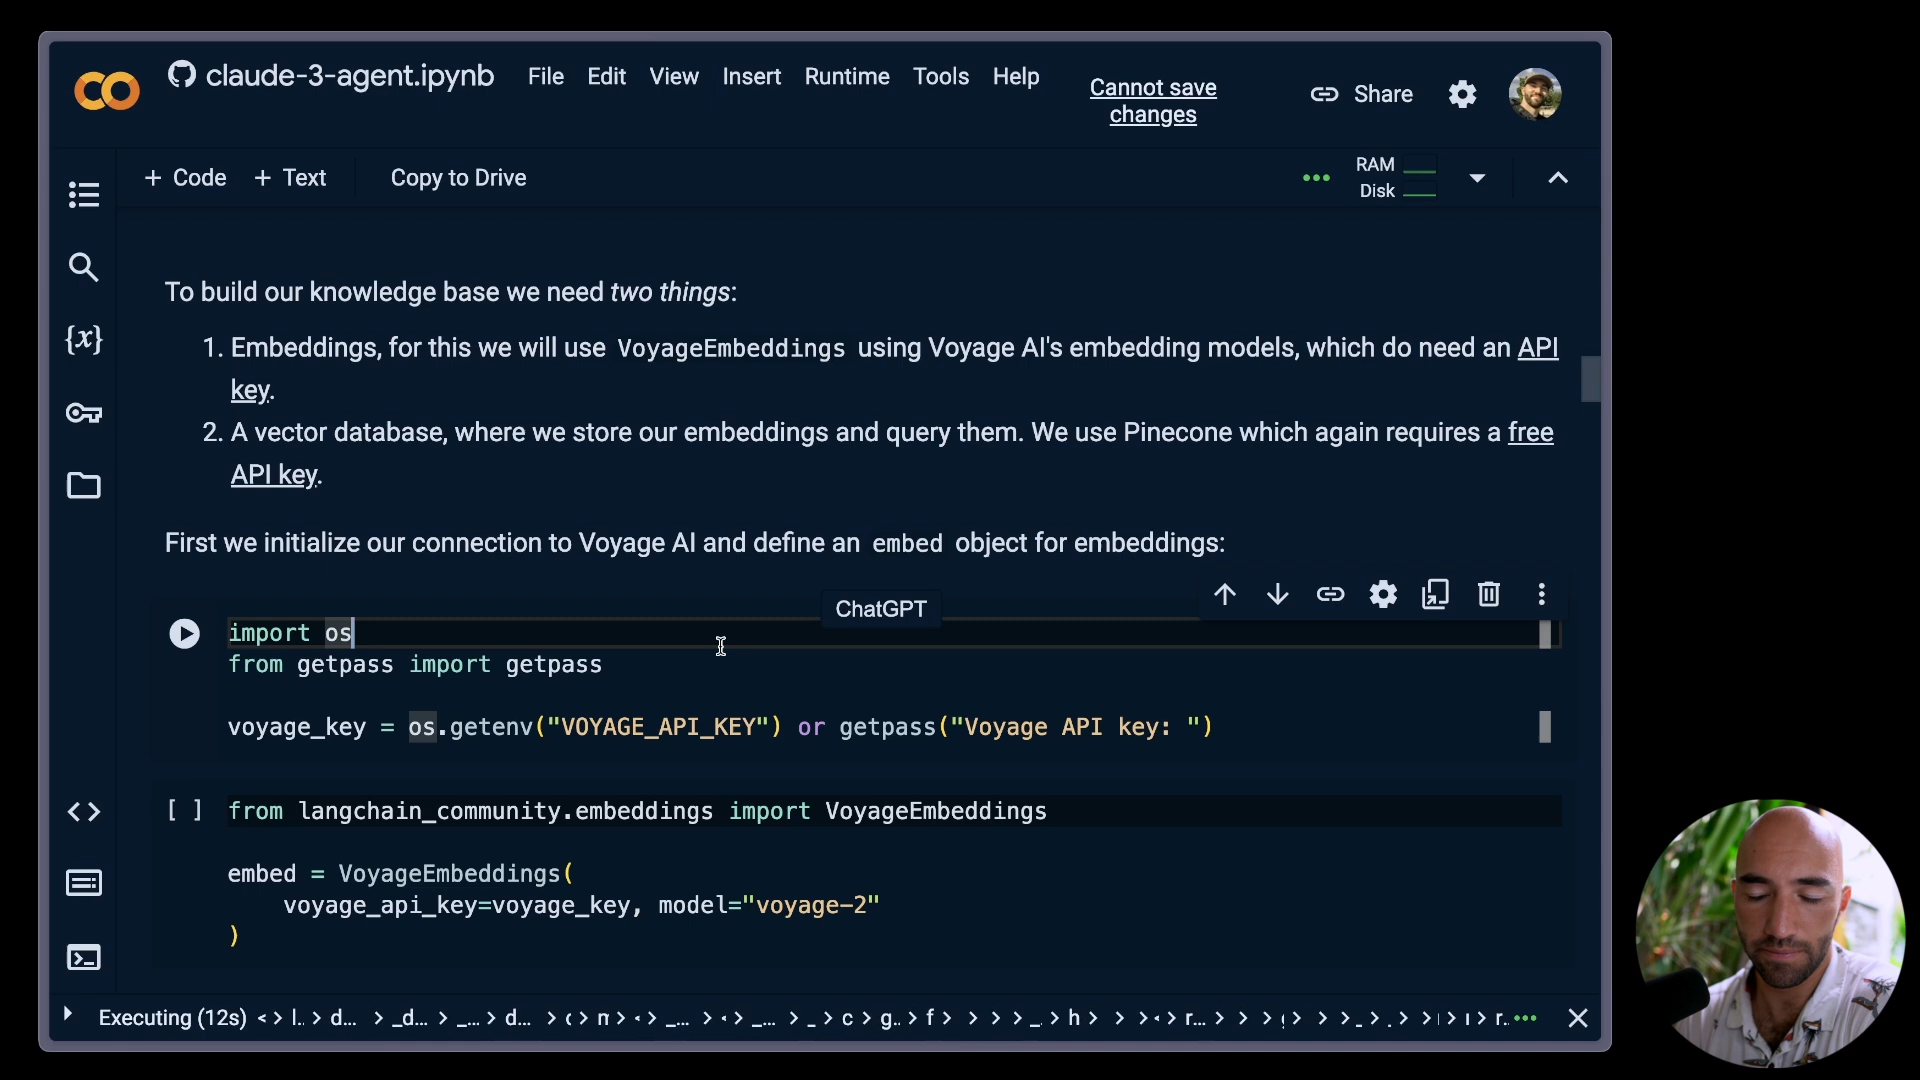 claude-3-agent.ipynb File Edit View Insert Runtime Tools Help
Cannot save
changes
Share
+ Code + Text Copy to Drive
RAM
Disk
To build our knowledge base we need two things:
1. Embeddings, for this we will use VoyageEmbeddings using Voyage AI's embedding models, which do need an API
key.
2. A vector database, where we store our embeddings and query them. We use Pinecone which again requires a free
API key.
First we initialize our connection to Voyage AI and define an embed object for embeddings:
ChatGPT
import os
from getpass import getpass
voyage_key = os.getenv("VOYAGE_API_KEY") or getpass("Voyage API key: ")
[ ] from langchain_community.embeddings import VoyageEmbeddings
embed = VoyageEmbeddings(
voyage_api_key=voyage_key, model="voyage-2"
)
Executing (12s) < > l. > d... > _d... > _... > d... >